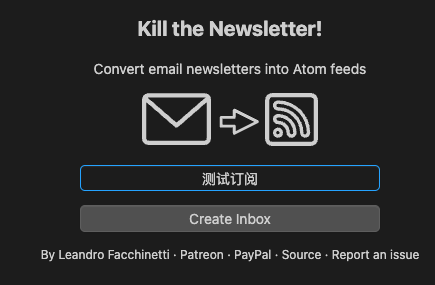 Kill the Newsletter!
Convert email newsletters into Atom feeds
测试订阅
Create Inbox
By Leandro Facchinetti · Patreon · PayPal · Source · Report an issue